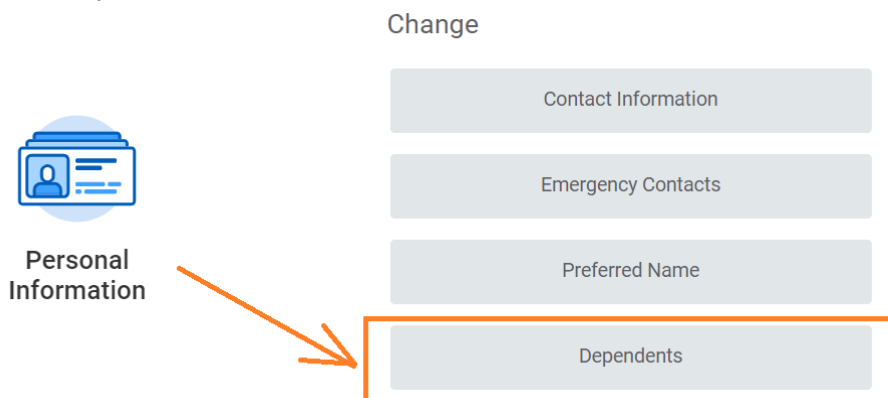 Change
Contact Information
Emergency Contacts
Preferred Name
Personal
Information
Dependents